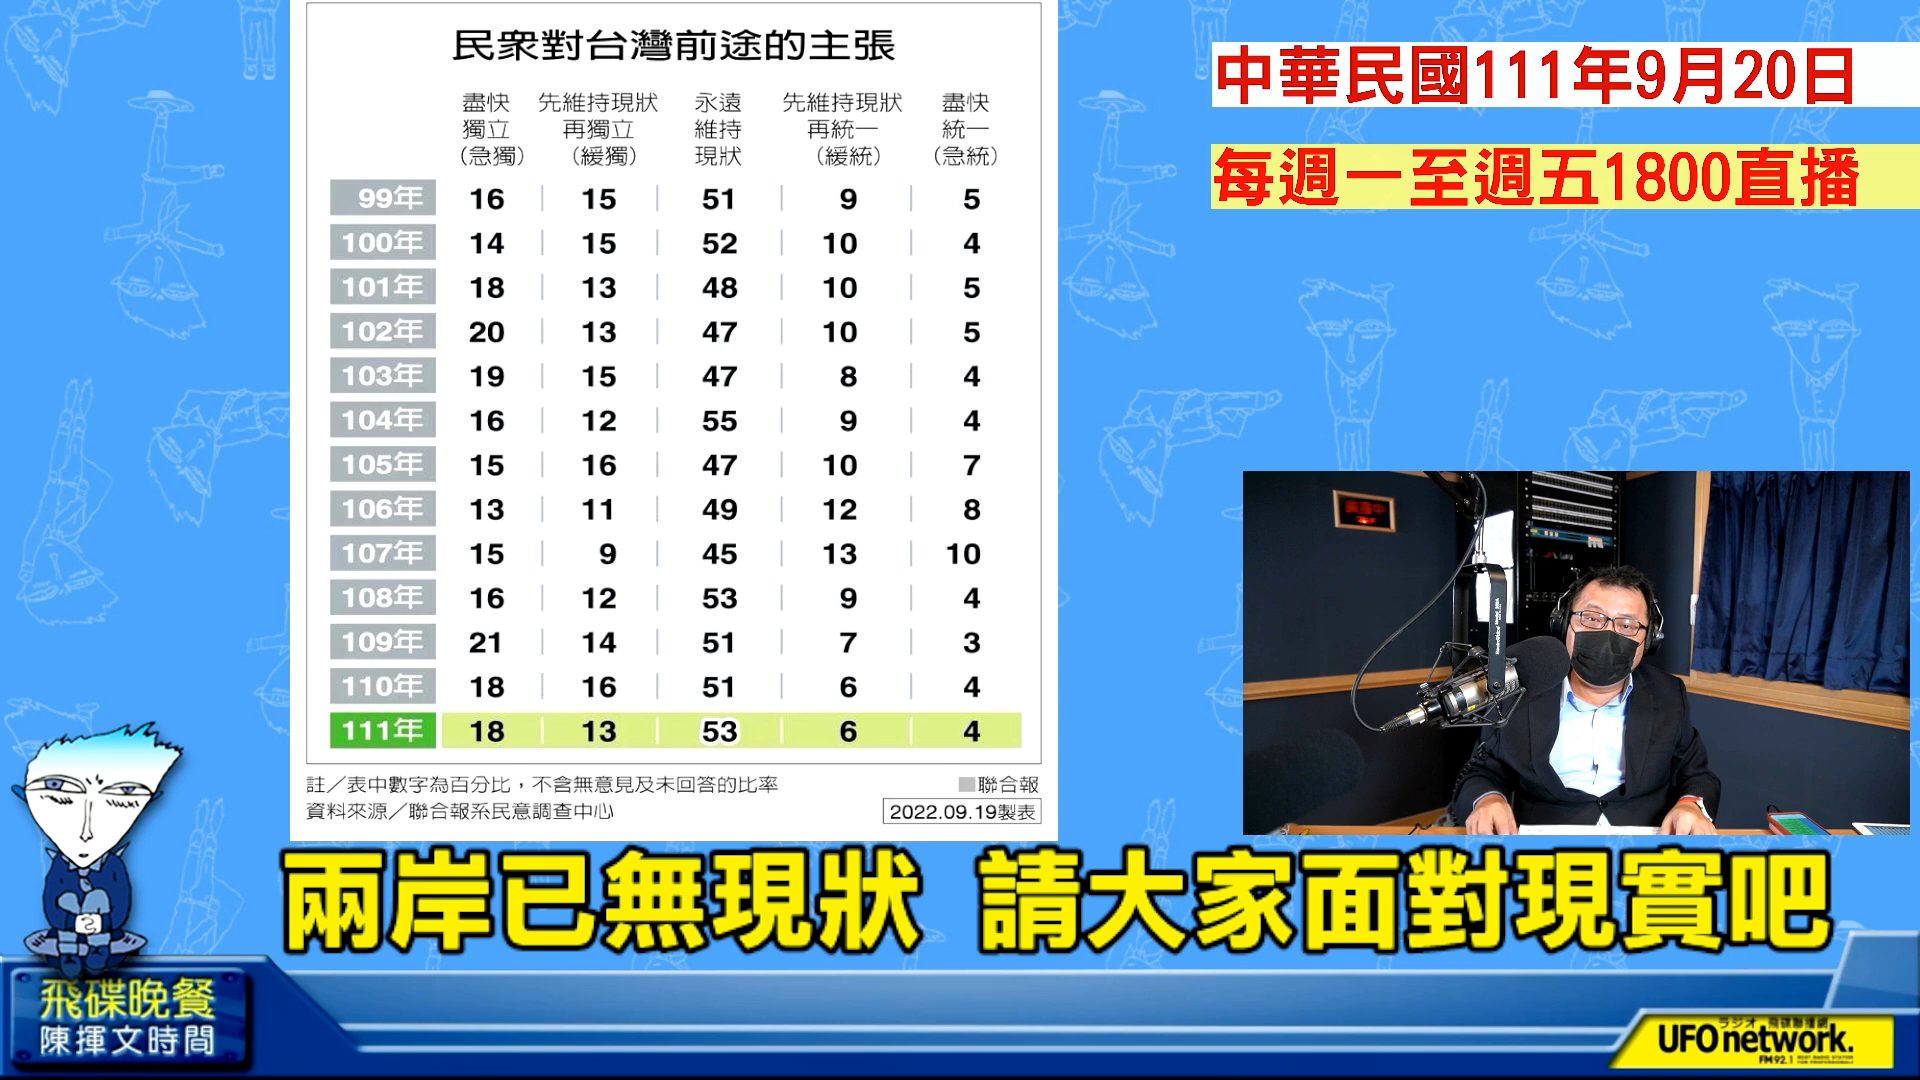 民眾對台灣前途的主張
盡快 先維持現狀 永遠 先維持現狀 盡快
獨立 再獨立 維持 再統一 統一
(急獨) (緩獨) 現狀 (緩統) (急統)
99年 16 15 51 9 5
100年 14 15 52 10 4
101年 18 13 48 10 5
102年 20 13 47 10 5
103年 19 15 47 8 4
104年 16 12 55 9 4
105年 15 16 47 10 7
106年 13 11 49 12 8
107年 15 9 45 13 10
108年 16 12 53 9 4
109年 21 14 51 7 3
110年 18 16 51 6 4
111年 18 13 53 6 4
註／表中數字為百分比，不含無意見及未回答的比率
聯合報
資料來源／聯合報系民意調查中心
2022.09.19製表
中華民國111年9月20日
每週一至週五1800直播
兩岸已無現狀 請大家面對現實吧
飛碟晚餐
陳揮文時間
ラジオ 飛碟聯播網
UFO network.
FM92.1